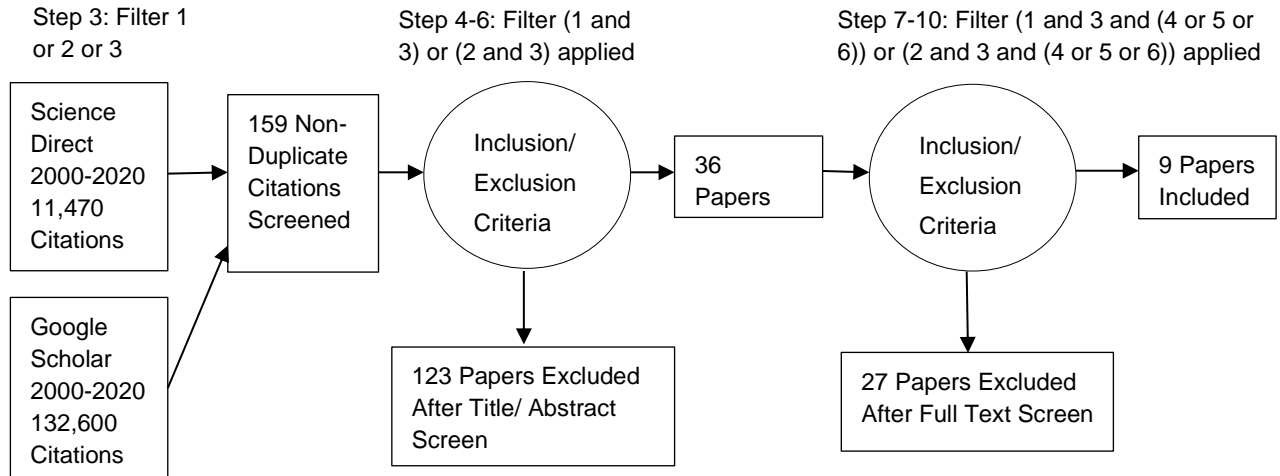 Step 3: Filter 1
or 2 or 3
Step 4-6: Filter (1 and
3) or (2 and 3) applied
Step 7-10: Filter (1 and 3 and (4 or 5 or
6)) or (2 and 3 and (4 or 5 or 6)) applied
Science
Direct
2000-2020
11,470
Citations
Google
Scholar
2000-2020
132,600
Citations
159 Non-
Duplicate
Citations
Screened
Inclusion/
Exclusion
Criteria
123 Papers Excluded
After Title/ Abstract
Screen
36
Papers
Inclusion/
Exclusion
Criteria
27 Papers Excluded
After Full Text Screen
9 Papers
Included